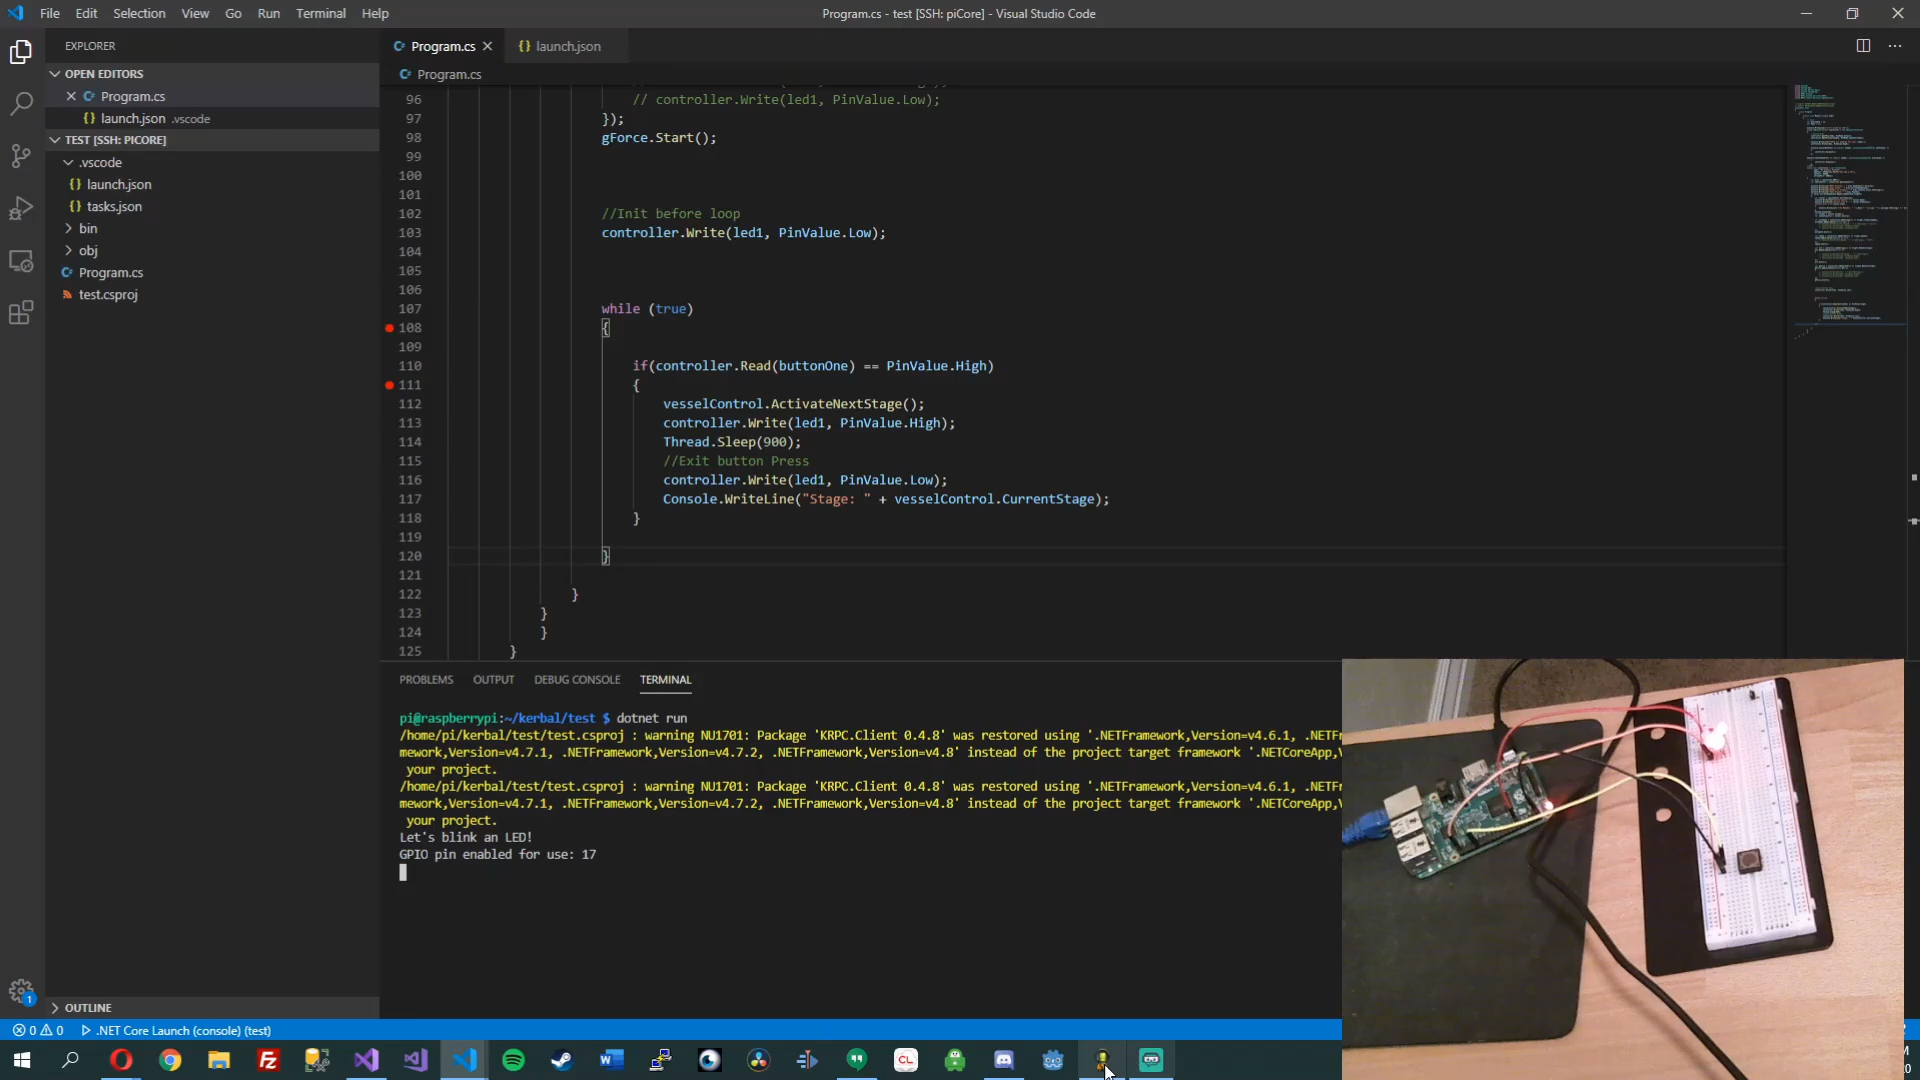 File Edit Selection View Go Run Terminal Help
Program.cs - test [SSH: piCore] - Visual Studio Code
EXPLORER
OPEN EDITORS
Program.cs
launch.json .vscode
TEST [SSH: PICORE]
.vscode
launch.json
tasks.json
bin
obj
Program.cs
test.csproj
OUTLINE
Program.cs
launch.json
Program.cs
96 // controller.Write(led1, PinValue.Low);
97 });
98 gForce.Start();
99
100
101
102 //Init before loop
103 controller.Write(led1, PinValue.Low);
104
105
106
107 while (true)
108 {
109
110 if(controller.Read(buttonOne) == PinValue.High)
111 {
112 vesselControl.ActivateNextStage();
113 controller.Write(led1, PinValue.High);
114 Thread.Sleep(900);
115 //Exit button Press
116 controller.Write(led1, PinValue.Low);
117 Console.WriteLine("Stage: " + vesselControl.CurrentStage);
118 }
119
120 }
121
122 }
123 }
124 }
125 }
PROBLEMS OUTPUT DEBUG CONSOLE TERMINAL
pi@raspberrypi:~/kerbal/test $ dotnet run
/home/pi/kerbal/test/test.csproj : warning NU1701: Package 'KRPC.Client 0.4.8' was restored using '.NETFramework,Version=v4.6.1, .NETFr
mework,Version=v4.7.1, .NETFramework,Version=v4.7.2, .NETFramework,Version=v4.8' instead of the project target framework '.NETCoreApp,V
your project.
/home/pi/kerbal/test/test.csproj : warning NU1701: Package 'KRPC.Client 0.4.8' was restored using '.NETFramework,Version=v4.6.1, .NETFr
mework,Version=v4.7.1, .NETFramework,Version=v4.7.2, .NETFramework,Version=v4.8' instead of the project target framework '.NETCoreApp,V
your project.
Let's blink an LED!
GPIO pin enabled for use: 17
1
0 0 .NET Core Launch (console) (test)
CL